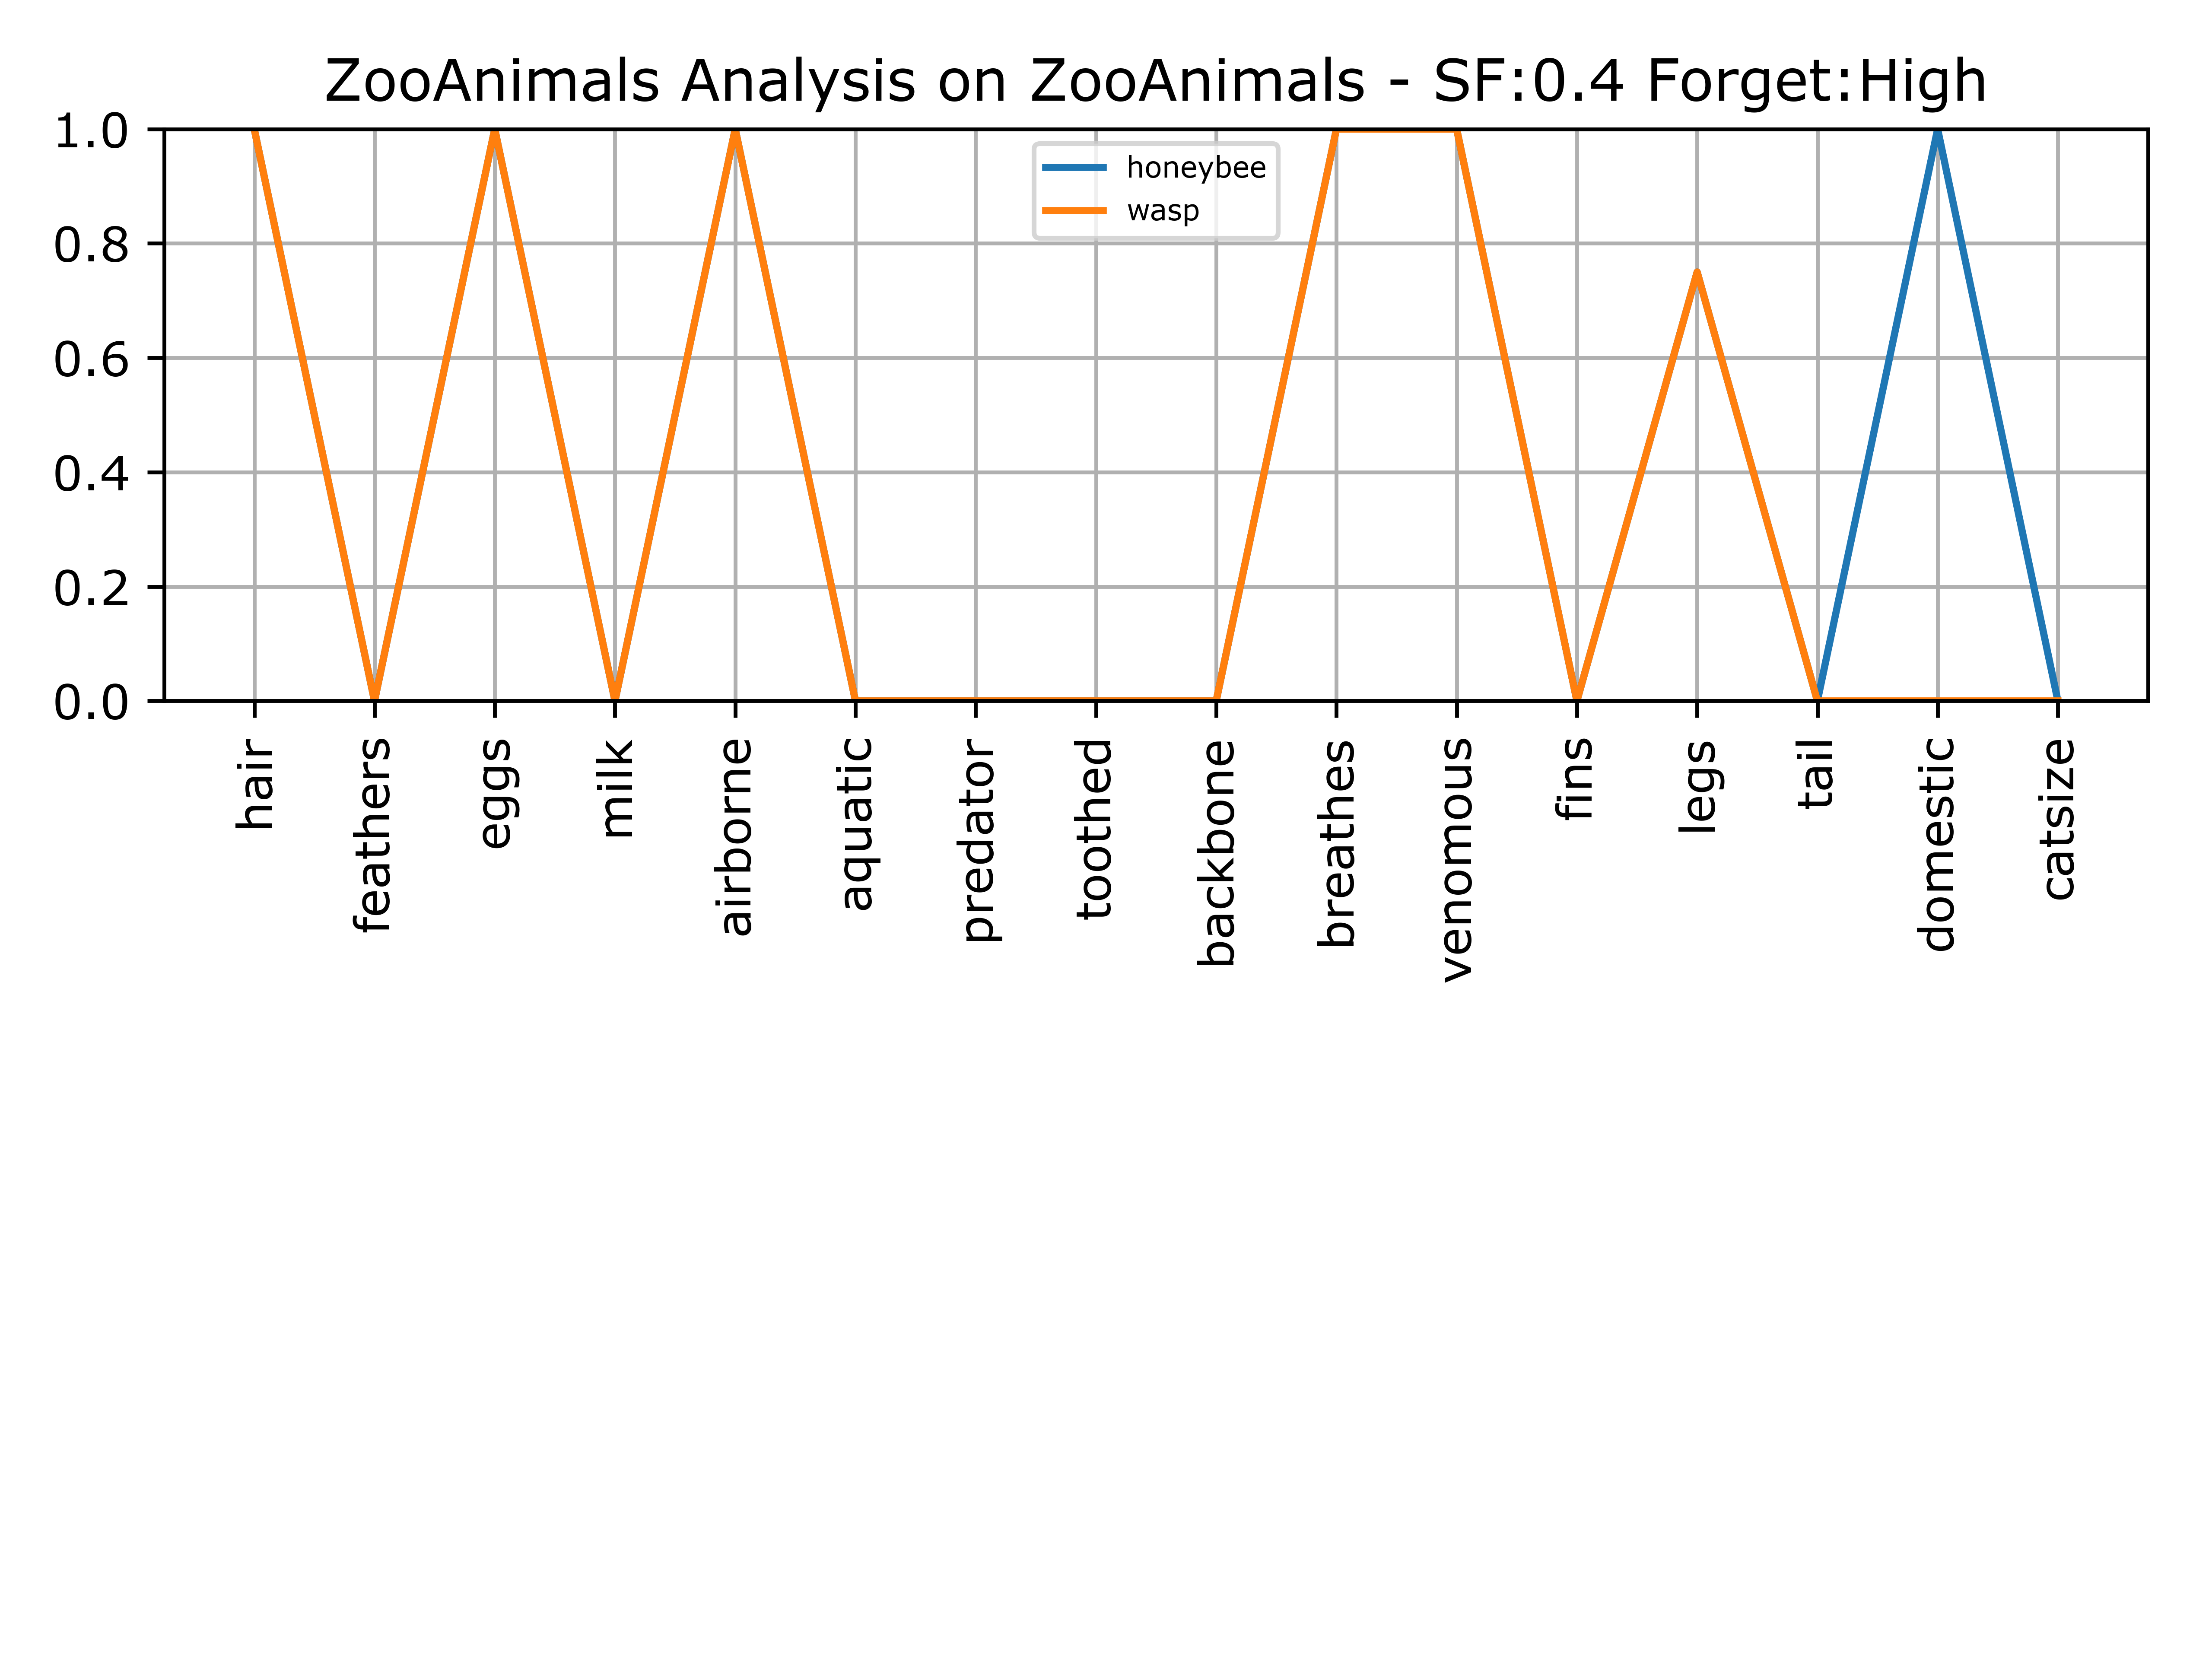 ZooAnimals Analysis on ZooAnimals - SF:0.4 Forget:High
1.0
0.8
0.6
0.4
0.2
0.0
honeybee
wasp
hair
feathers
eggs
milk
airborne
aquatic
predator
toothed
backbone
breathes
venomous
fins
legs
tail
domestic
catsize